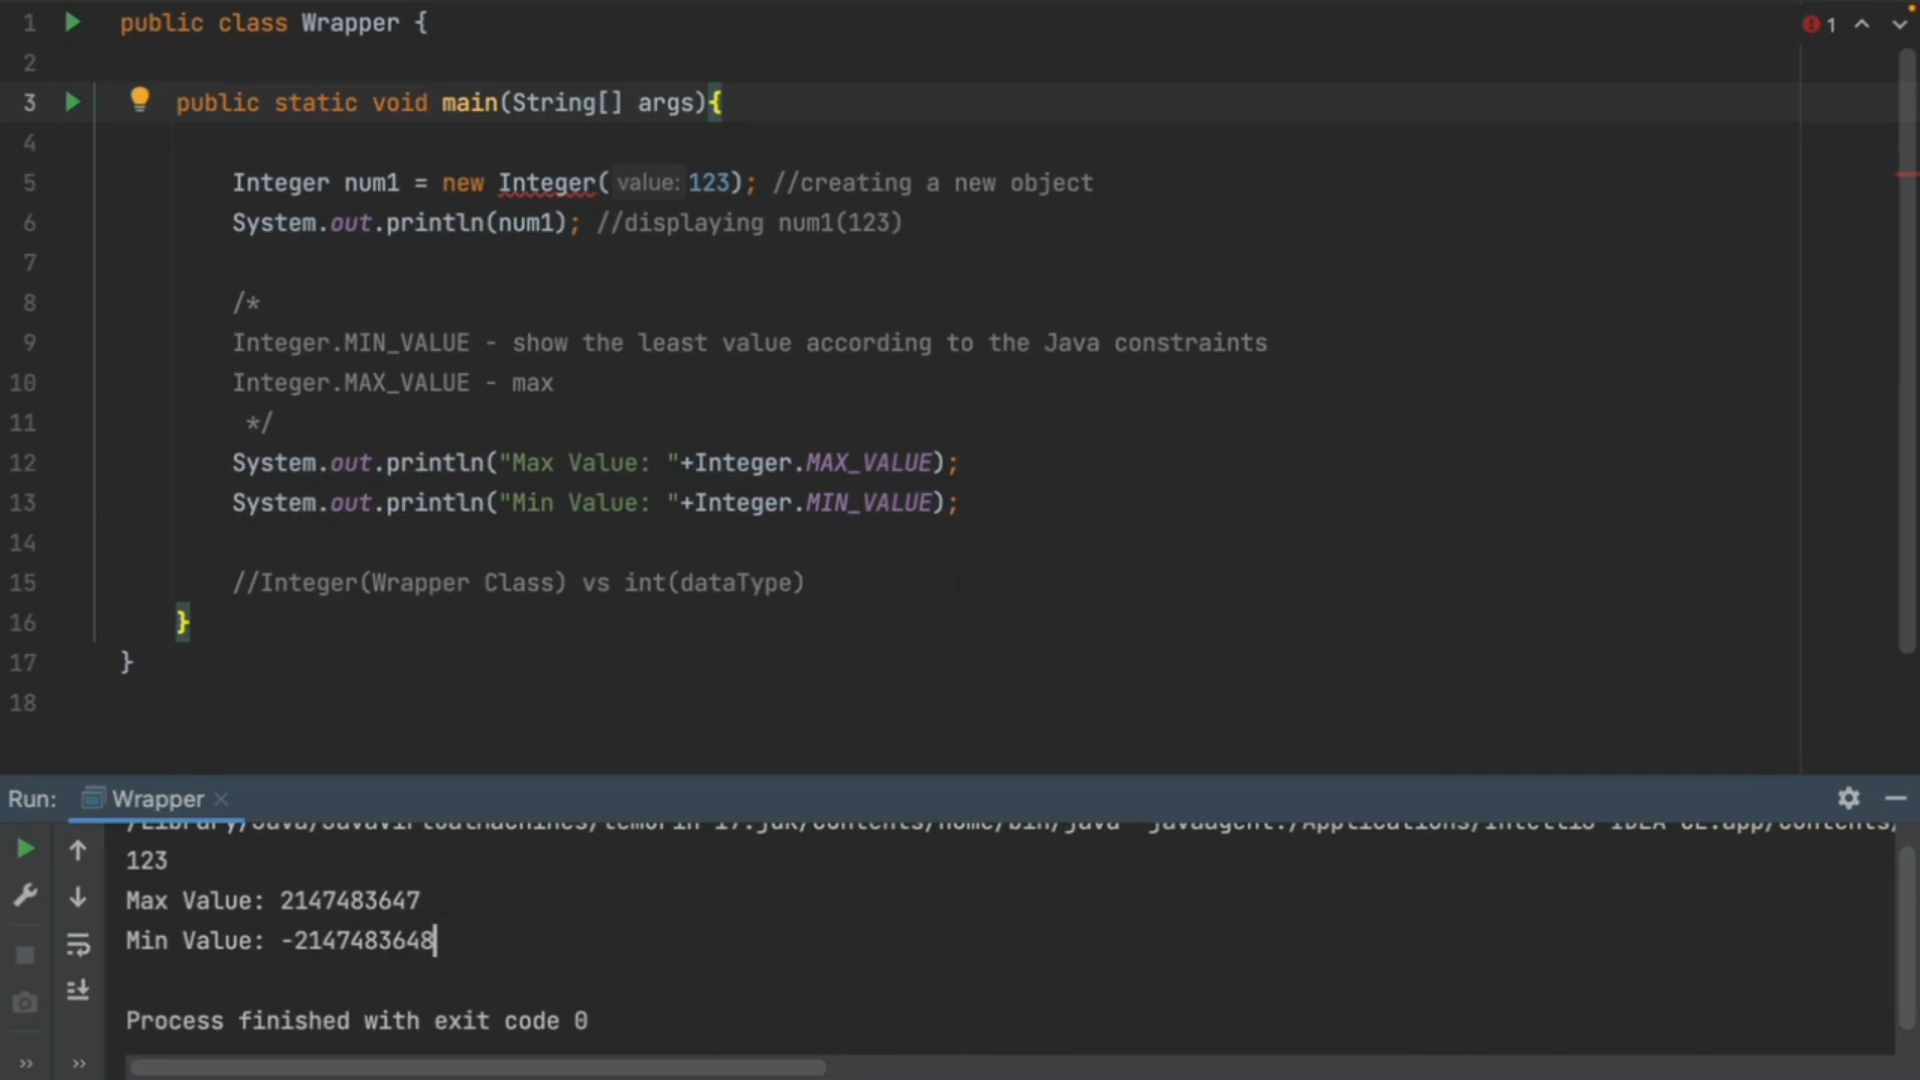 1 public class Wrapper {
1
2
3 public static void main(String[] args){
4
5 Integer num1 = new Integer( value: 123); //creating a new object
6 System.out.println(num1); //displaying num1(123)
7
8 /*
9 Integer.MIN_VALUE - show the least value according to the Java constraints
10 Integer.MAX_VALUE - max
11 */
12 System.out.println("Max Value: "+Integer.MAX_VALUE);
13 System.out.println("Min Value: "+Integer.MIN_VALUE);
14
15 //Integer(Wrapper Class) vs int(dataType)
16 }
17 }
18
Run: Wrapper
123
Max Value: 2147483647
Min Value: -2147483648
Process finished with exit code 0